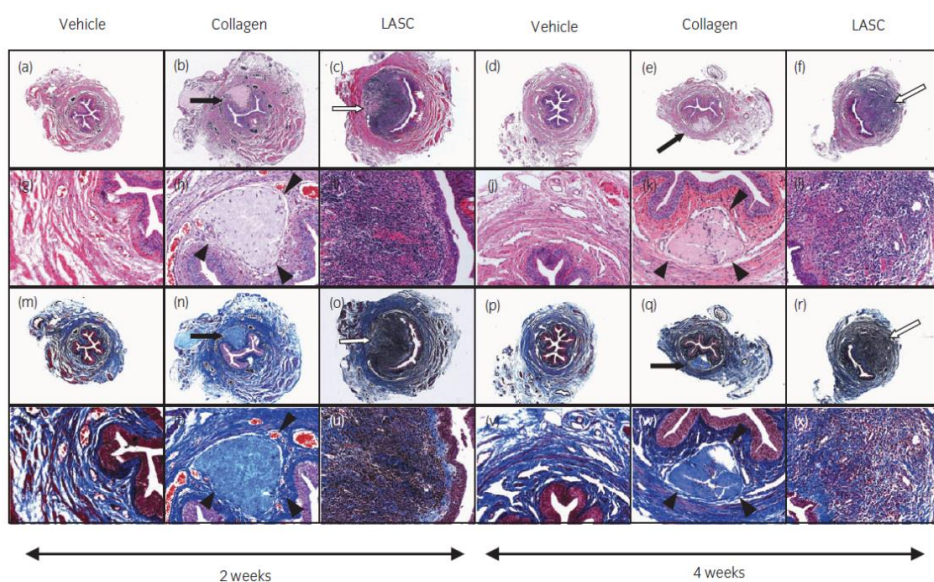 Vehicle Collagen LASC Vehicle Collagen LASC
(a) (b) (c) (d) (e) (f)
(g) (h) (i) (j) (k) (l)
(m) (n) (o) (p) (q) (r)
(u) (v) (w) (x)
2 weeks 4 weeks